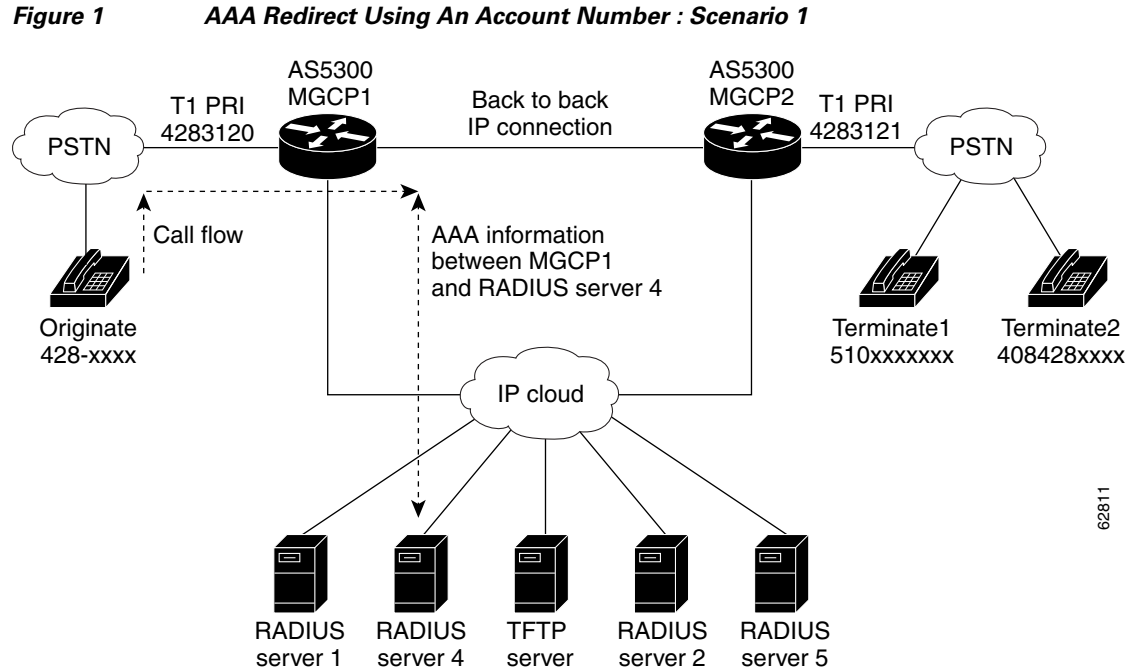 Figure 1 AAA Redirect Using An Account Number : Scenario 1
AS5300
MGCP1
AS5300
MGCP2
T1 PRI
4283120
Back to back
IP connection
T1 PRI
4283121
PSTN
PSTN
Call flow
AAA information
between MGCP1
and RADIUS server 4
Originate
428-xxxx
Terminate1
510xxxxxxx
Terminate2
408428xxxx
IP cloud
62811
RADIUS
server 1
RADIUS
server 4
TFTP
server
RADIUS
server 2
RADIUS
server 5